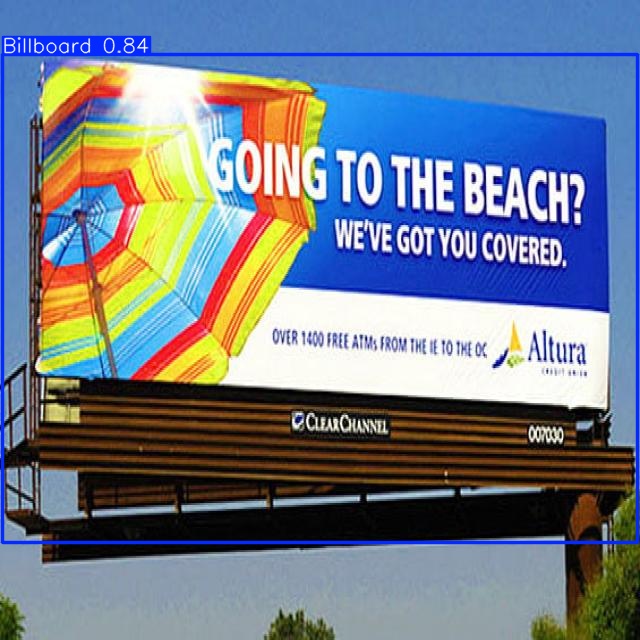 Billboard 0.84
GOING TO THE BEACH?
WE'VE GOT YOU COVERED.
OVER 1400 FREE ATMs FROM THE IE TO THE OC
Altura
CREDIT UNION
CLEARCHANNEL
007030